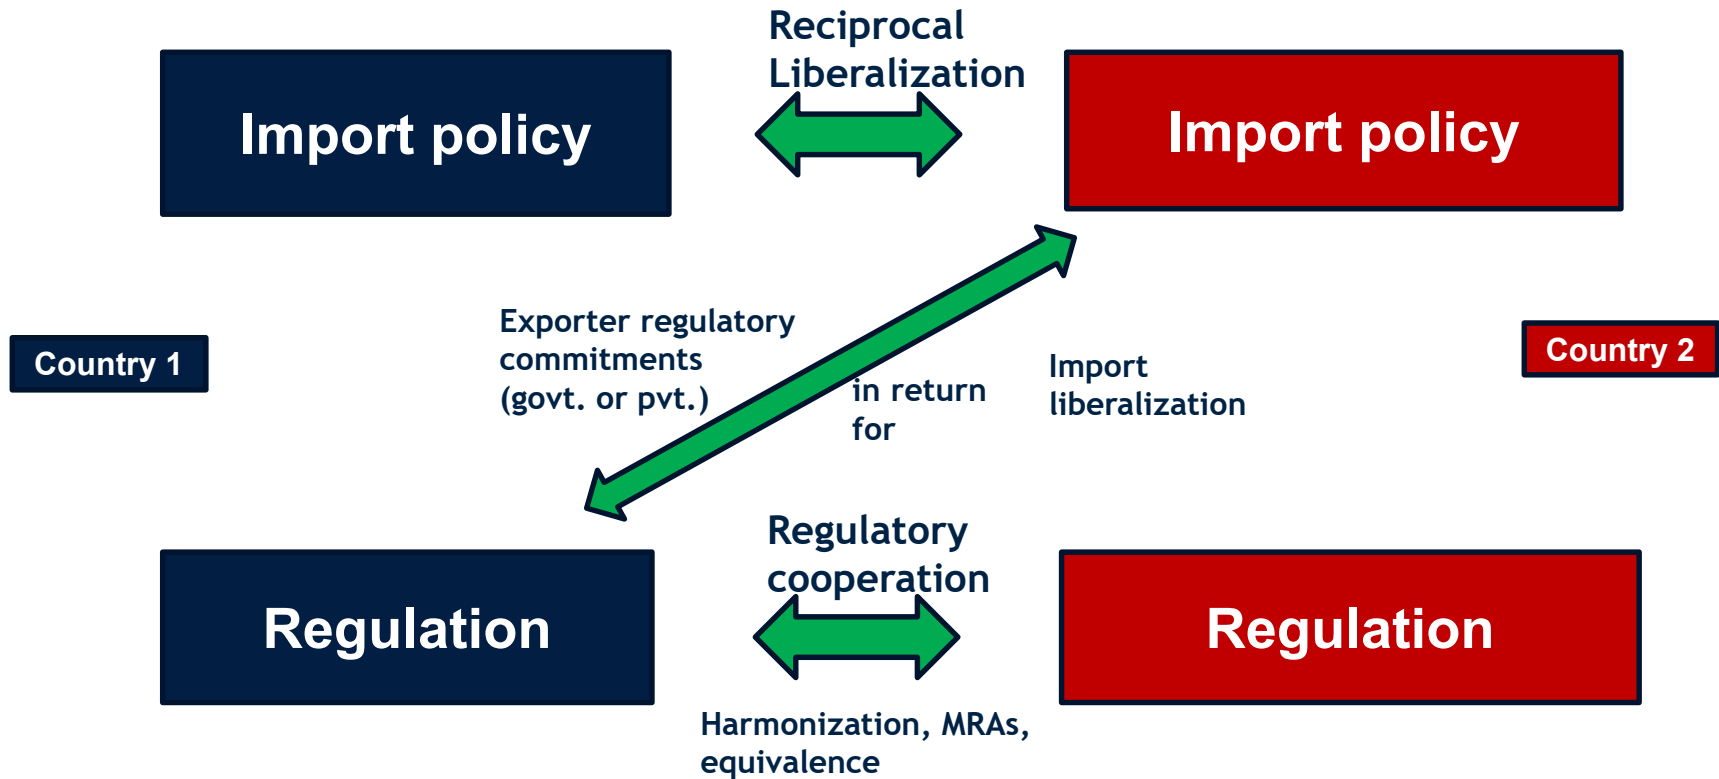 Reciprocal
Liberalization
Import policy
Import policy
Exporter regulatory
commitments
(govt. or pvt.)
in return
for
Import
liberalization
Country 1
Country 2
Regulatory
cooperation
Regulation
Regulation
Harmonization, MRAs,
equivalence